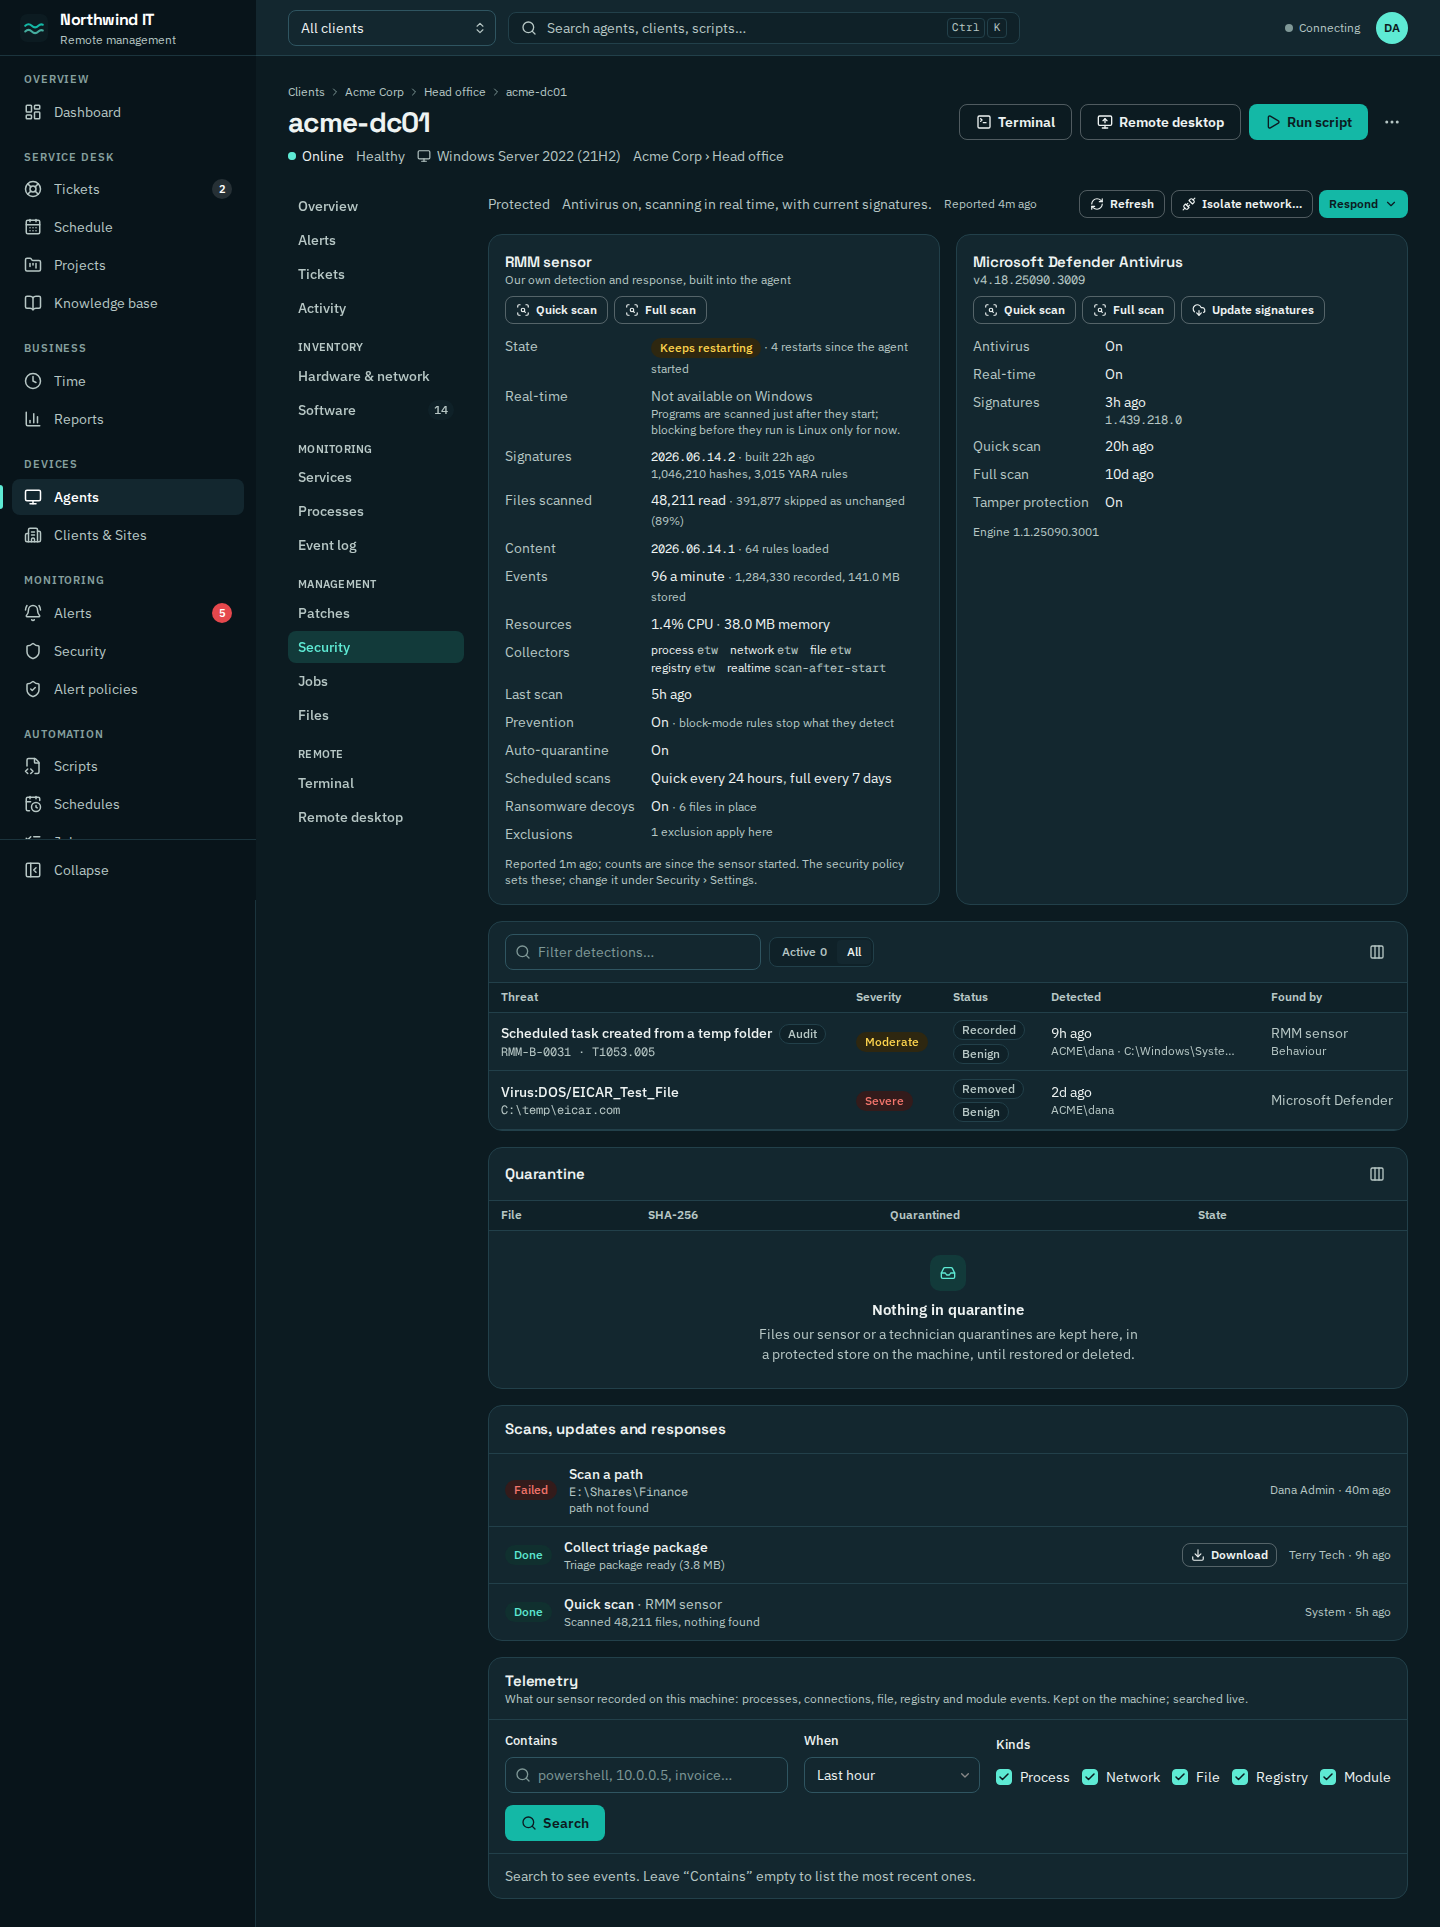 Northwind IT
Remote management
All clients
Search agents, clients, scripts...
Ctrl K
Connecting
DA
OVERVIEW
Dashboard
SERVICE DESK
Tickets 2
Schedule
Projects
Knowledge base
BUSINESS
Time
Reports
DEVICES
Agents
Clients & Sites
MONITORING
Alerts 5
Security
Alert policies
AUTOMATION
Scripts
Schedules
Collapse
Clients > Acme Corp > Head office > acme-dc01
acme-dc01
Terminal
Remote desktop
Run script
Online Healthy Windows Server 2022 (21H2) Acme Corp › Head office
Overview
Alerts
Tickets
Activity
INVENTORY
Hardware & network
Software 14
MONITORING
Services
Processes
Event log
MANAGEMENT
Patches
Security
Jobs
Files
REMOTE
Terminal
Remote desktop
Protected Antivirus on, scanning in real time, with current signatures. Reported 4m ago
Refresh
Isolate network...
Respond
RMM sensor
Our own detection and response, built into the agent
Quick scan
Full scan
State Keeps restarting · 4 restarts since the agent
started
Real-time Not available on Windows
Programs are scanned just after they start;
blocking before they run is Linux only for now.
Signatures 2026.06.14.2 · built 22h ago
1,046,210 hashes, 3,015 YARA rules
Files scanned 48,211 read · 391,877 skipped as unchanged
(89%)
Content 2026.06.14.1 · 64 rules loaded
Events 96 a minute · 1,284,330 recorded, 141.0 MB
stored
Resources 1.4% CPU · 38.0 MB memory
Collectors process etw network etw file etw
registry etw realtime scan-after-start
Last scan 5h ago
Prevention On · block-mode rules stop what they detect
Auto-quarantine On
Scheduled scans Quick every 24 hours, full every 7 days
Ransomware decoys On · 6 files in place
Exclusions 1 exclusion apply here
Reported 1m ago; counts are since the sensor started. The security policy
sets these; change it under Security › Settings.
Microsoft Defender Antivirus
v4.18.25090.3009
Quick scan
Full scan
Update signatures
Antivirus On
Real-time On
Signatures 3h ago
1.439.218.0
Quick scan 20h ago
Full scan 10d ago
Tamper protection On
Engine 1.1.25090.3001
Filter detections...
Active 0 All
Threat Severity Status Detected Found by
Scheduled task created from a temp folder Audit
RMM-B-0031 · T1053.005
Moderate
Recorded
Benign
9h ago
ACME\dana · C:\Windows\Syste...
RMM sensor
Behaviour
Virus:DOS/EICAR_Test_File
C:\temp\eicar.com
Severe
Removed
Benign
2d ago
ACME\dana
Microsoft Defender
Quarantine
File SHA-256 Quarantined State
Nothing in quarantine
Files our sensor or a technician quarantines are kept here, in
a protected store on the machine, until restored or deleted.
Scans, updates and responses
Failed
Scan a path
E:\Shares\Finance
path not found
Dana Admin · 40m ago
Done
Collect triage package
Triage package ready (3.8 MB)
Download
Terry Tech · 9h ago
Done
Quick scan · RMM sensor
Scanned 48,211 files, nothing found
System · 5h ago
Telemetry
What our sensor recorded on this machine: processes, connections, file, registry and module events. Kept on the machine; searched live.
Contains When Kinds
powershell, 10.0.0.5, invoice...
Last hour
Process Network File Registry Module
Search
Search to see events. Leave “Contains” empty to list the most recent ones.